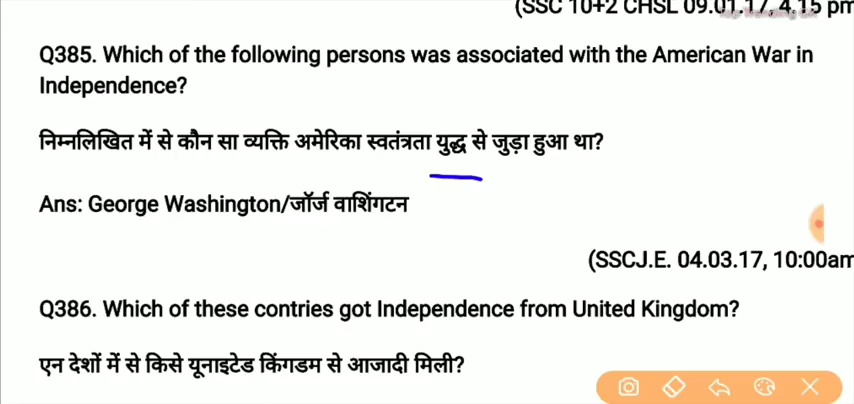 (SSC 10+2 CHSL 09.01.17, 4.15 pm
Q385. Which of the following persons was associated with the American War in
Independence?
निम्नलिखित में से कौन सा व्यक्ति अमेरिका स्वतंत्रता युद्ध से जुड़ा हुआ था?
Ans: George Washington/जॉर्ज वाशिंगटन
(SSCJ.E. 04.03.17, 10:00am
Q386. Which of these contries got Independence from United Kingdom?
एन देशों में से किसे यूनाइटेड किंगडम से आजादी मिली?